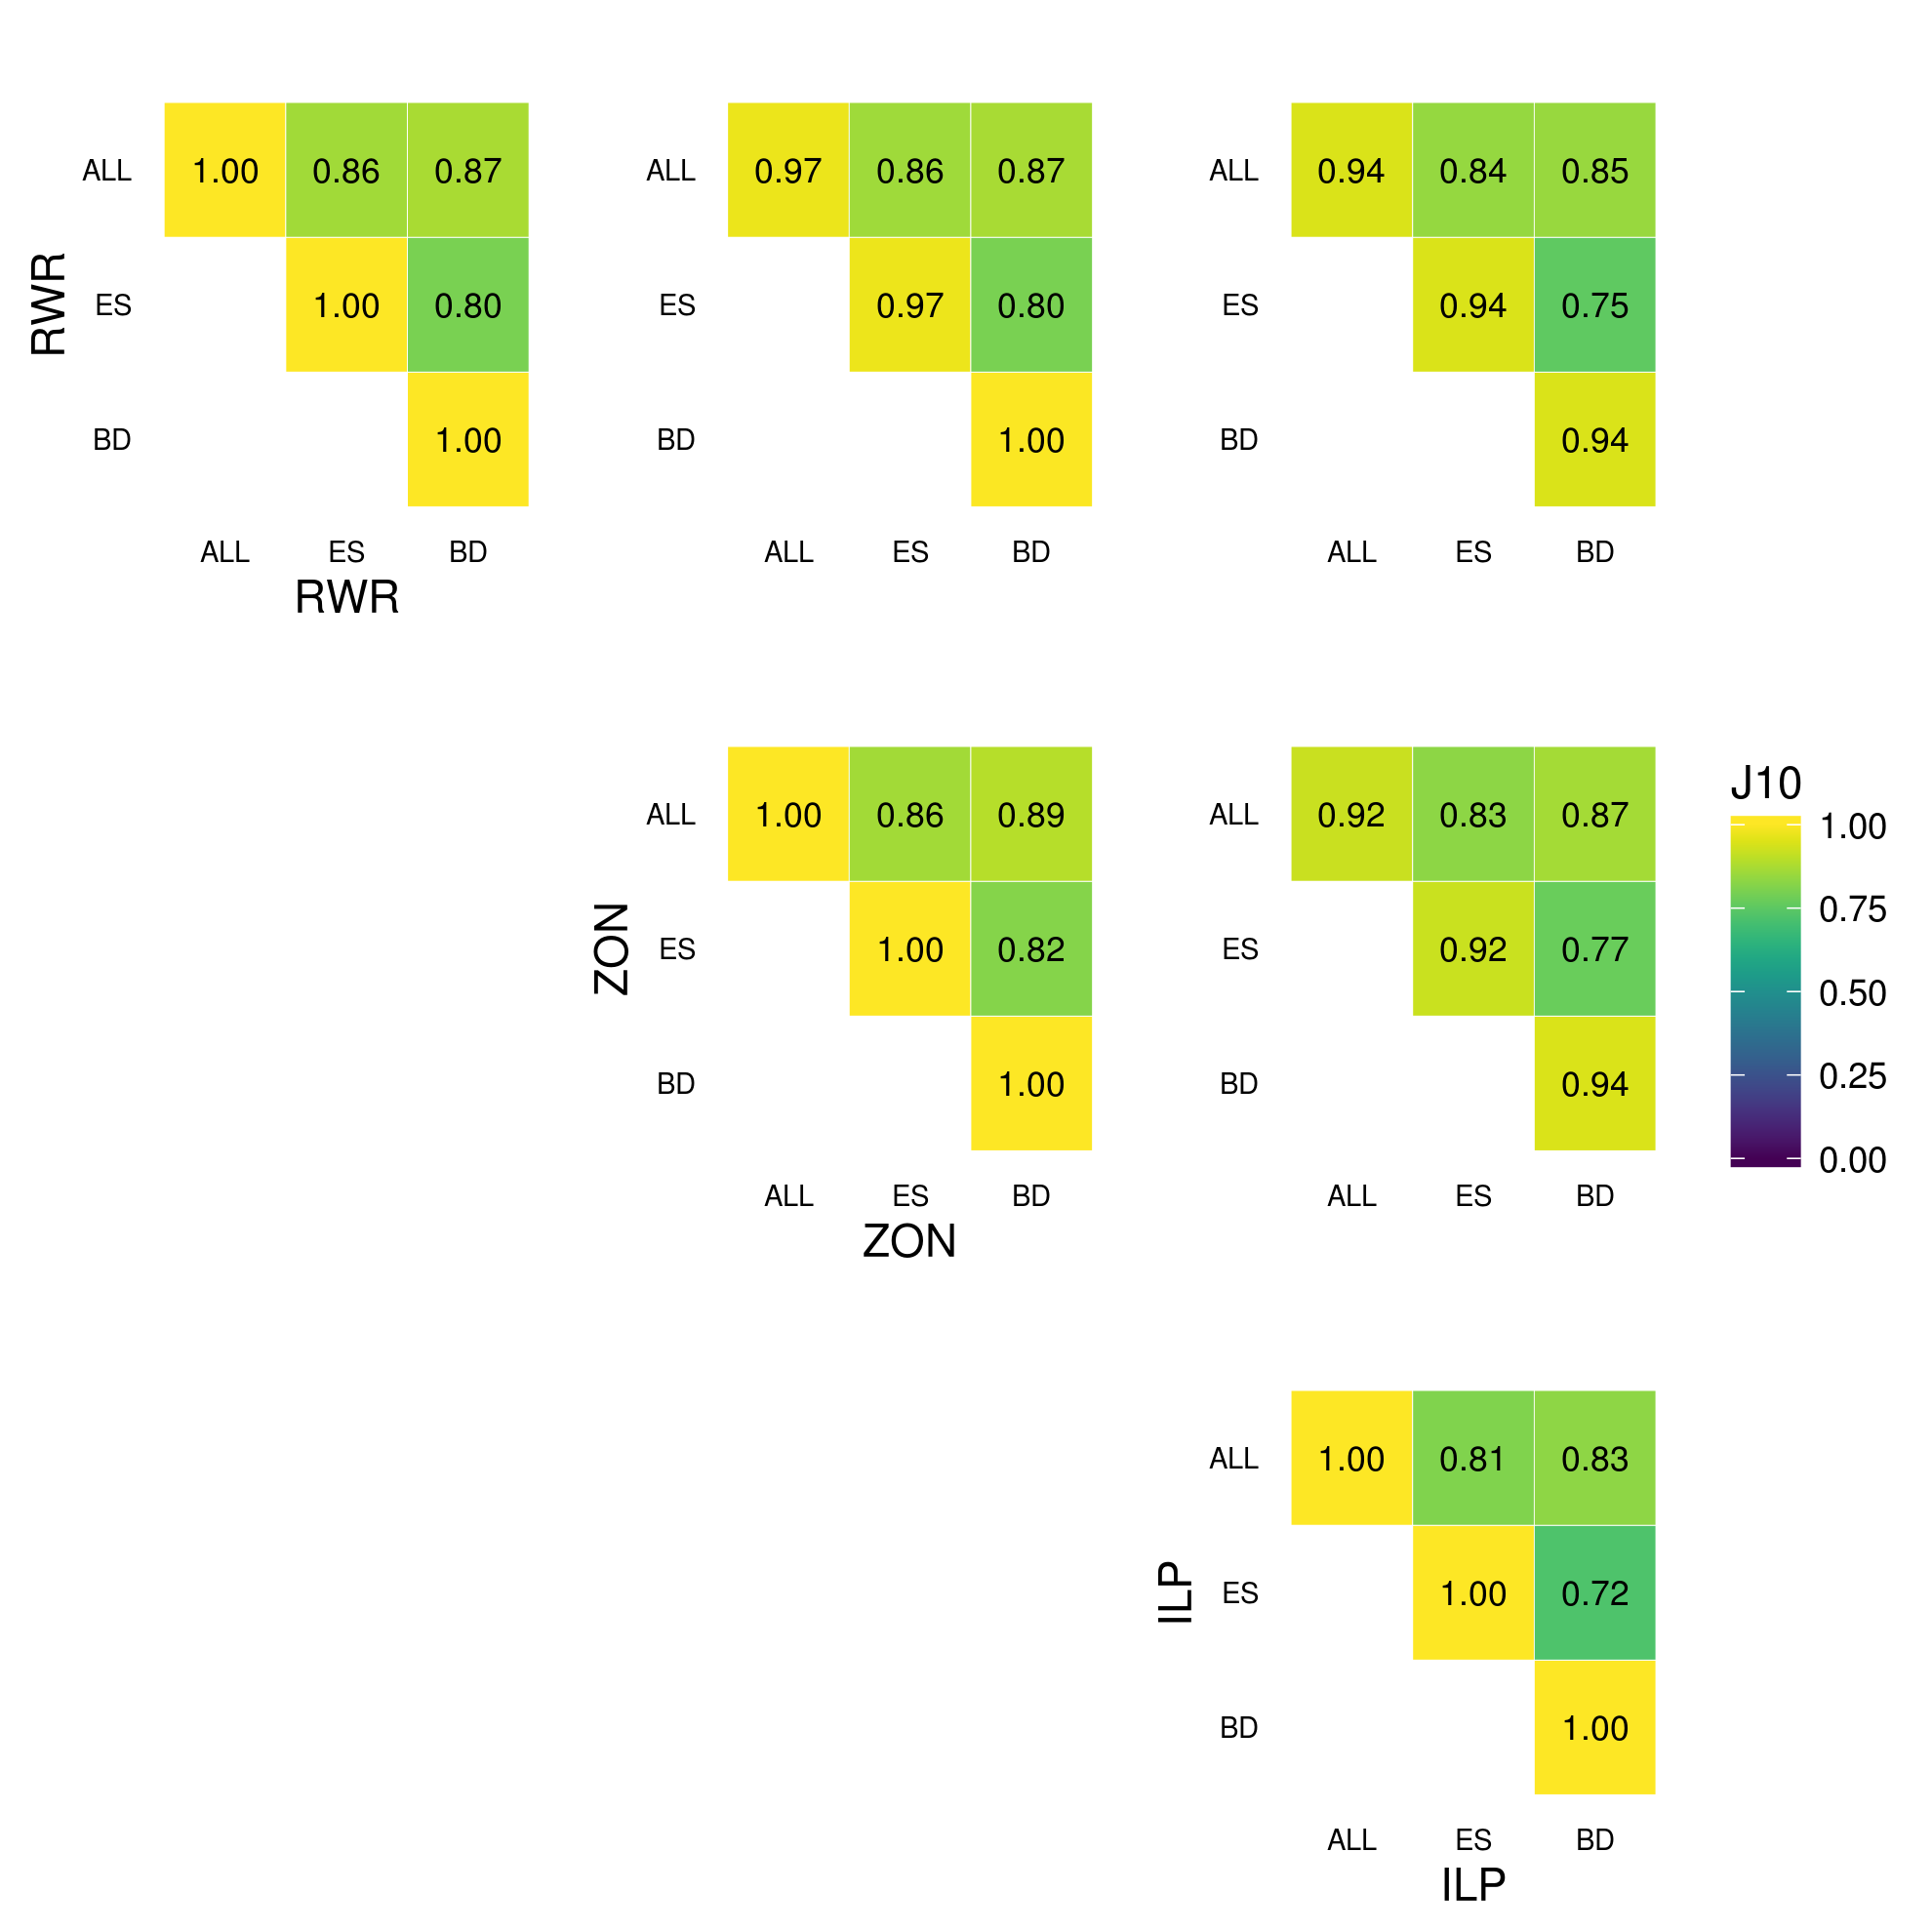 ALL 1.00 0.86 0.87 ALL 0.97 0.86 0.87 ALL 0.94 0.84 0.85
RWR ES 1.00 0.80 ES 0.97 0.80 ES 0.94 0.75
BD 1.00 BD 1.00 BD 0.94
ALL ES BD ALL ES BD ALL ES BD
RWR
ALL 1.00 0.86 0.89 ALL 0.92 0.83 0.87
ZON ES 1.00 0.82 ES 0.92 0.77
BD 1.00 BD 0.94
ALL ES BD ALL ES BD
ZON
J10
1.00
0.75
0.50
0.25
0.00
ALL 1.00 0.81 0.83
ILP ES 1.00 0.72
BD 1.00
ALL ES BD
ILP